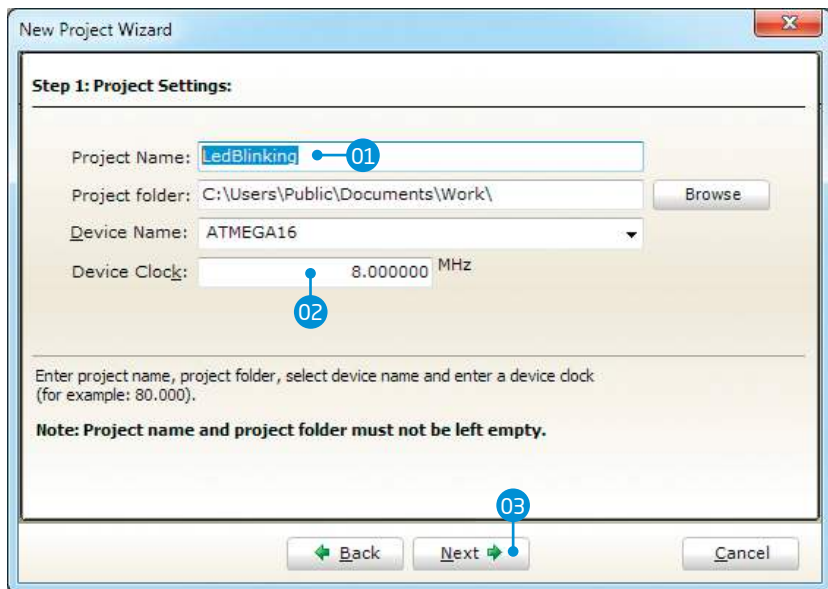 New Project Wizard
Step 1: Project Settings:
Project Name: LedBlinking 01
Project folder: C:\Users\Public\Documents\Work\ Browse
Device Name: ATMEGA16
Device Clock: 8.000000 MHz
02
Enter project name, project folder, select device name and enter a device clock
(for example: 80.000).
Note: Project name and project folder must not be left empty.
03
Back Next Cancel